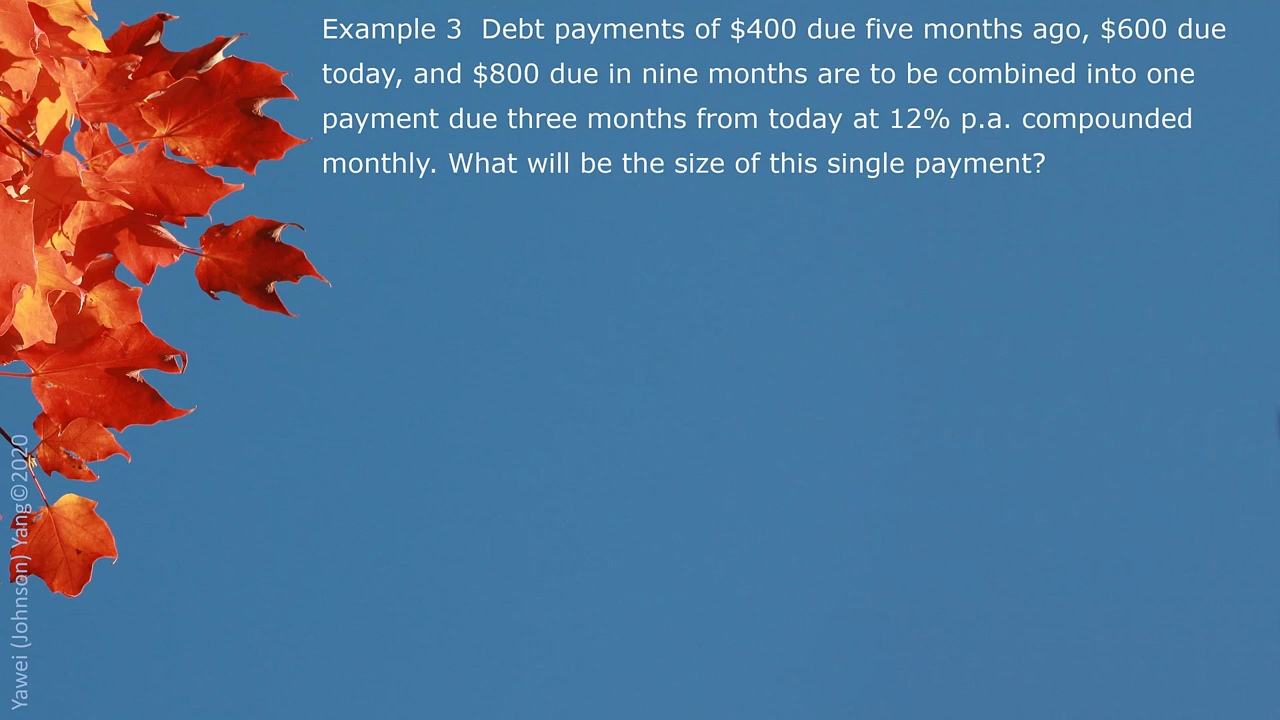 Example 3  Debt payments of $400 due five months ago, $600 due
today, and $800 due in nine months are to be combined into one
payment due three months from today at 12% p.a. compounded
monthly. What will be the size of this single payment?
Yawei (Johnson) Yang©2020